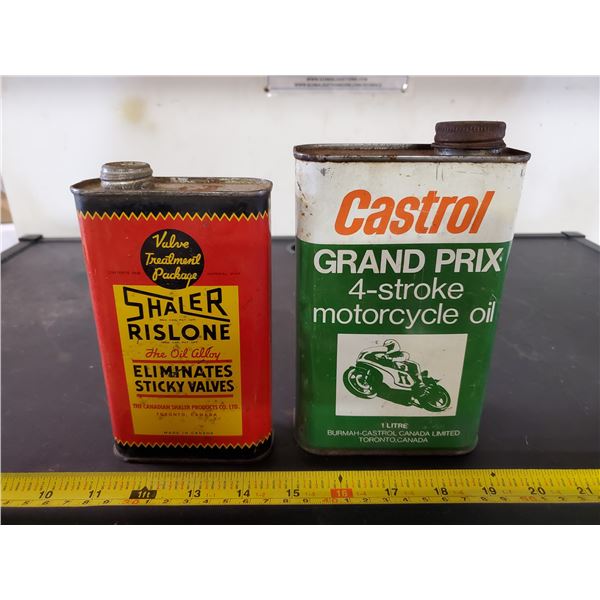 Valve
Treatment
Package
SHALER
RISLONE
The Oil Alloy
ELIMINATES
STICKY VALVES
THE CANADIAN SHALER PRODUCTS CO. LTD.
TORONTO, CANADA
MADE IN CANADA
Castrol
GRAND PRIX
4-stroke
motorcycle oil
1 LITRE
BURMAH-CASTROL CANADA LIMITED
TORONTO, CANADA
10 11 1ft 13 14 15 16 17 18 19 20 21